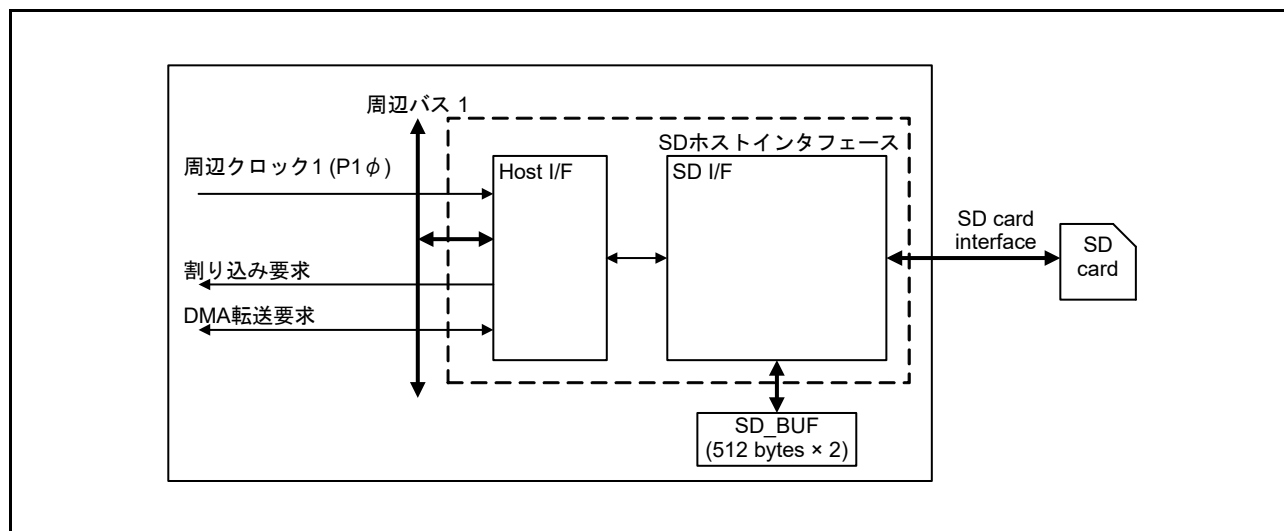 周辺バス 1
SDホストインタフェース
周辺クロック1 (P1φ)
Host I/F
SD I/F
SD card
interface
SD
card
割り込み要求
DMA転送要求
SD_BUF
(512 bytes × 2)